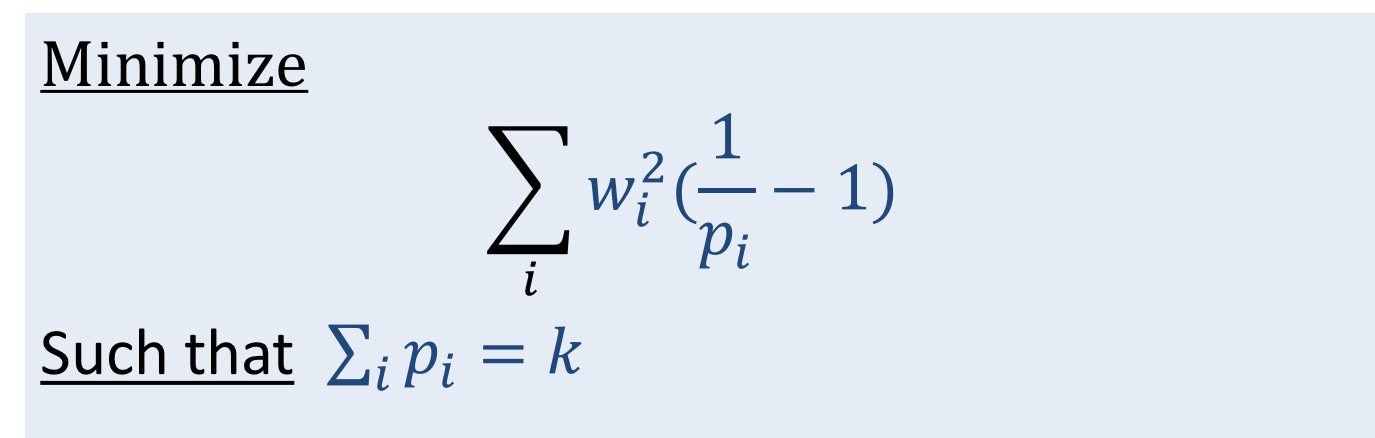 Minimize
∑_i w_i^2(1/p_i − 1)
Such that ∑_i p_i = k